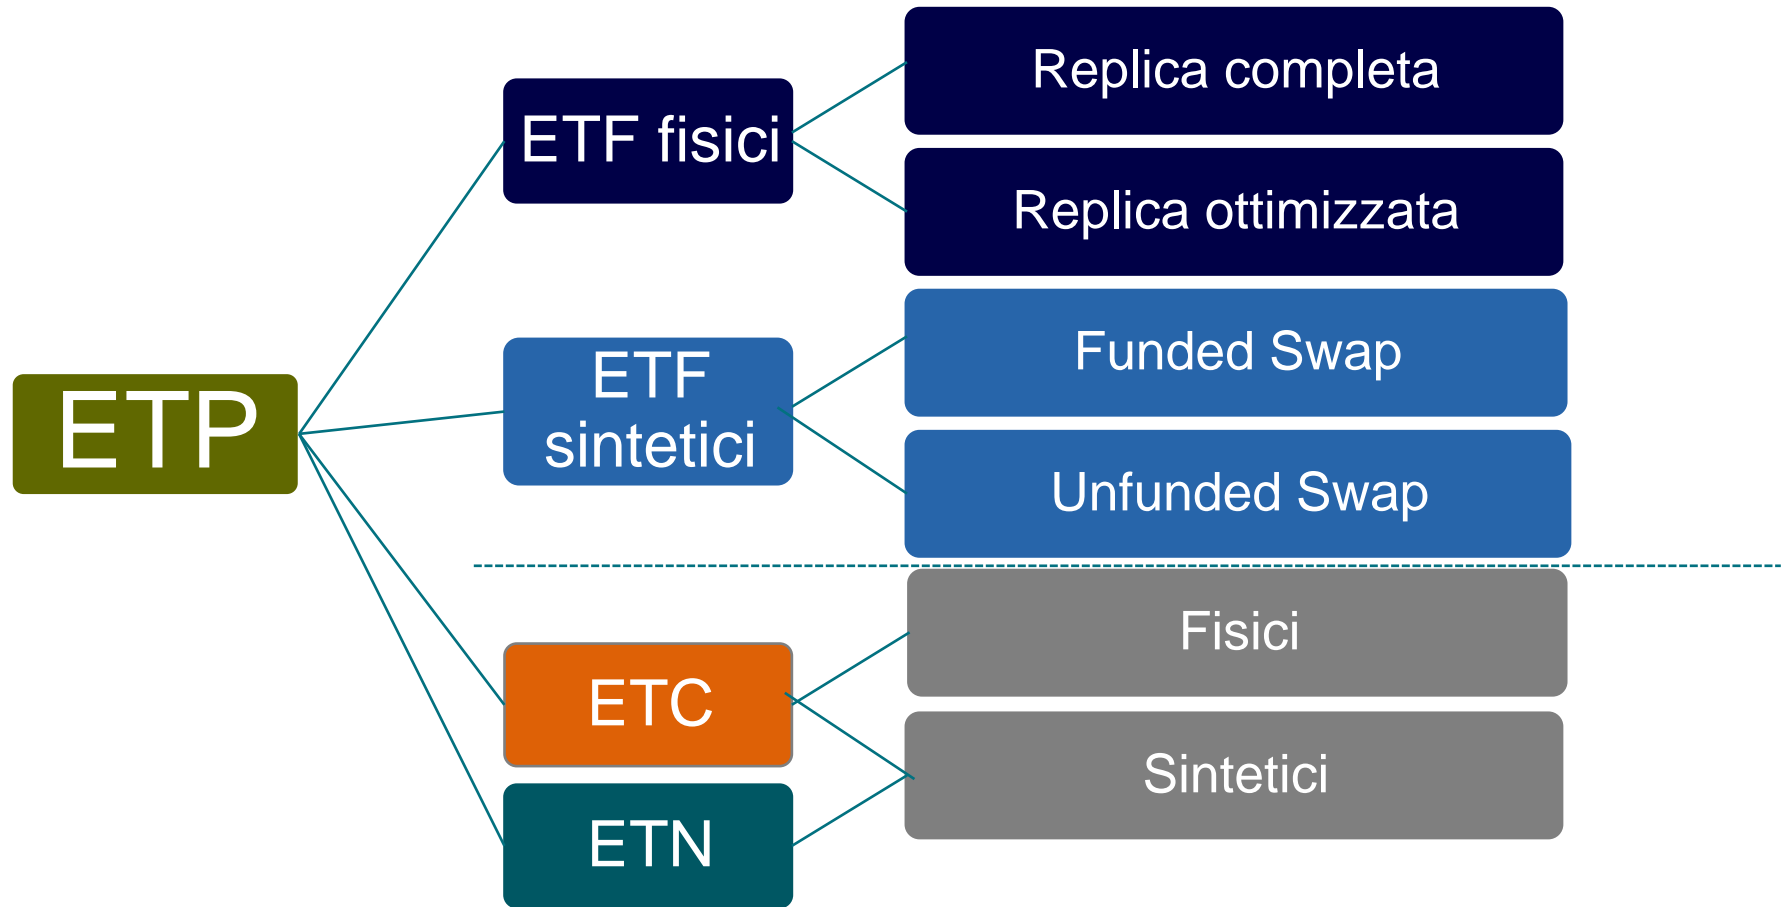 ETP
ETF fisici
Replica completa
Replica ottimizzata
ETF
sintetici
Funded Swap
Unfunded Swap
ETC
Fisici
Sintetici
ETN